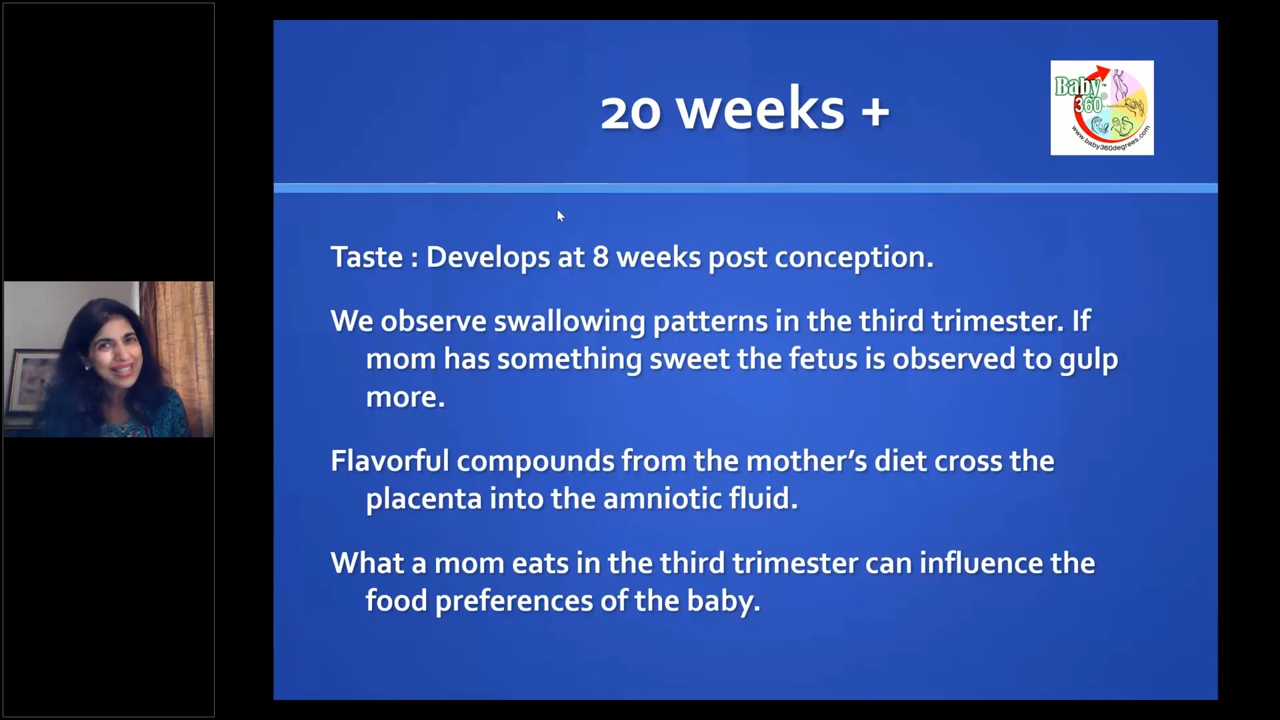 20 weeks +
Baby
360
www.baby360degrees.com
Taste : Develops at 8 weeks post conception.
We observe swallowing patterns in the third trimester. If
mom has something sweet the fetus is observed to gulp
more.
Flavorful compounds from the mother’s diet cross the
placenta into the amniotic fluid.
What a mom eats in the third trimester can influence the
food preferences of the baby.